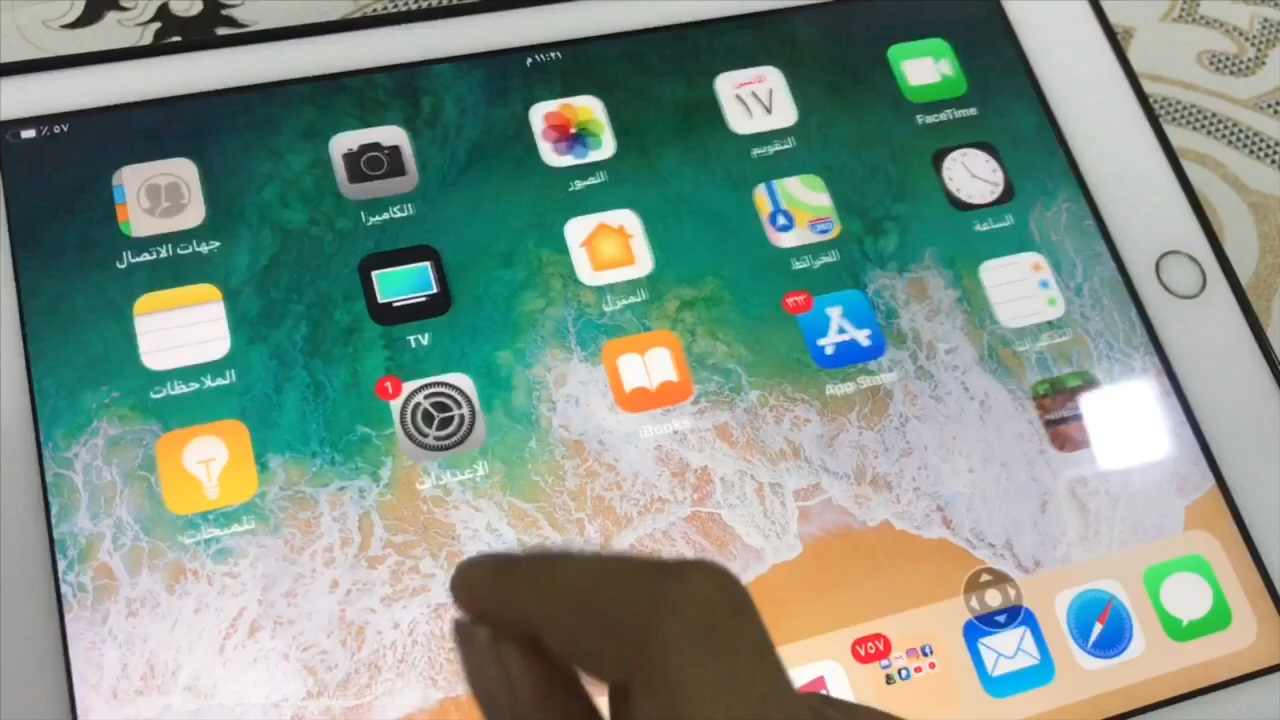 ١١:٢١ م
٪ ٥٧
FaceTime
الاثنين
١٧
التقويم
الصور
الكاميرا
جهات الاتصال
الساعة
الخرائط
المنزل
TV
الملاحظات
App Store
iBooks
1
الإعدادات
تلميحات
٧٥٧